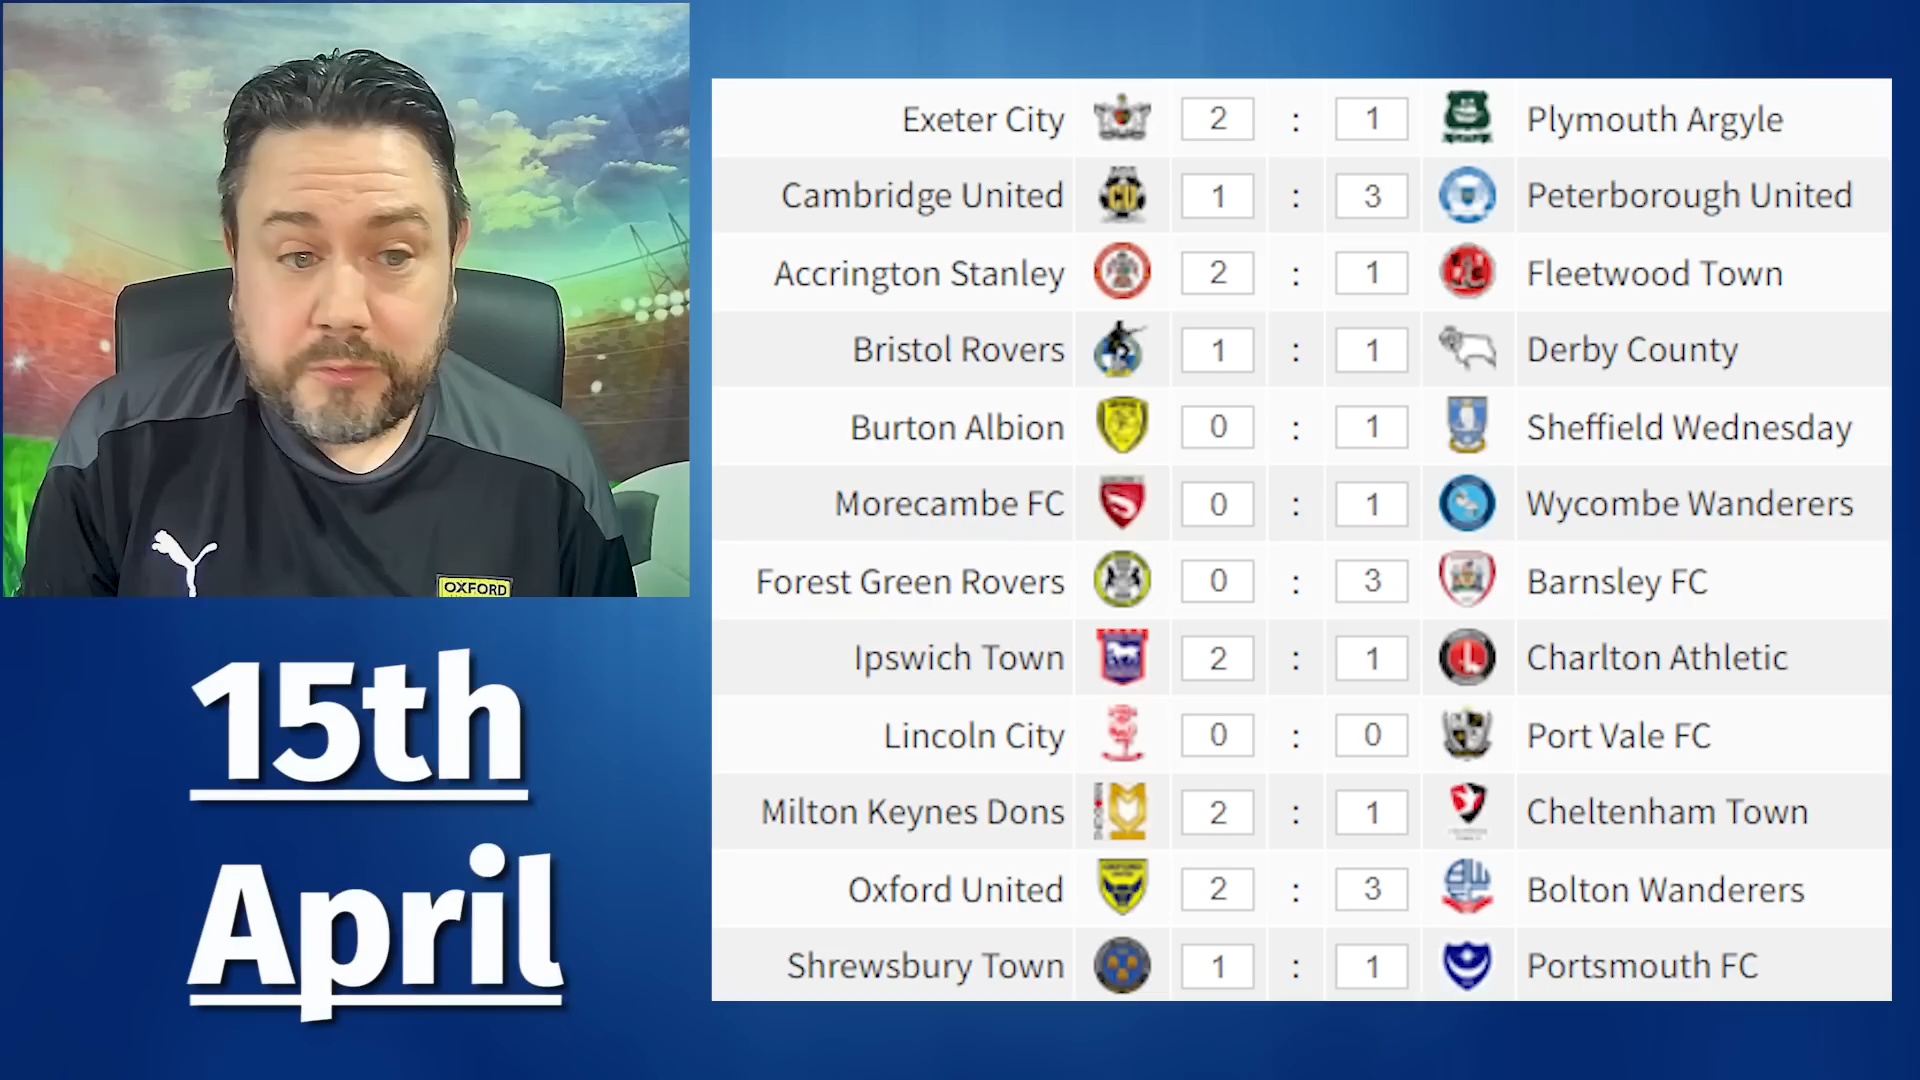 Exeter City 2 : 1 Plymouth Argyle
Cambridge United CU 1 : 3 Peterborough United
Accrington Stanley 2 : 1 Fleetwood Town
Bristol Rovers 1 : 1 Derby County
Burton Albion 0 : 1 Sheffield Wednesday
Morecambe FC 0 : 1 Wycombe Wanderers
Forest Green Rovers 0 : 3 Barnsley FC
Ipswich Town 2 : 1 Charlton Athletic
Lincoln City 0 : 0 Port Vale FC
Milton Keynes Dons 2 : 1 Cheltenham Town
Oxford United 2 : 3 Bolton Wanderers
Shrewsbury Town 1 : 1 Portsmouth FC
OXFORD
15th
April